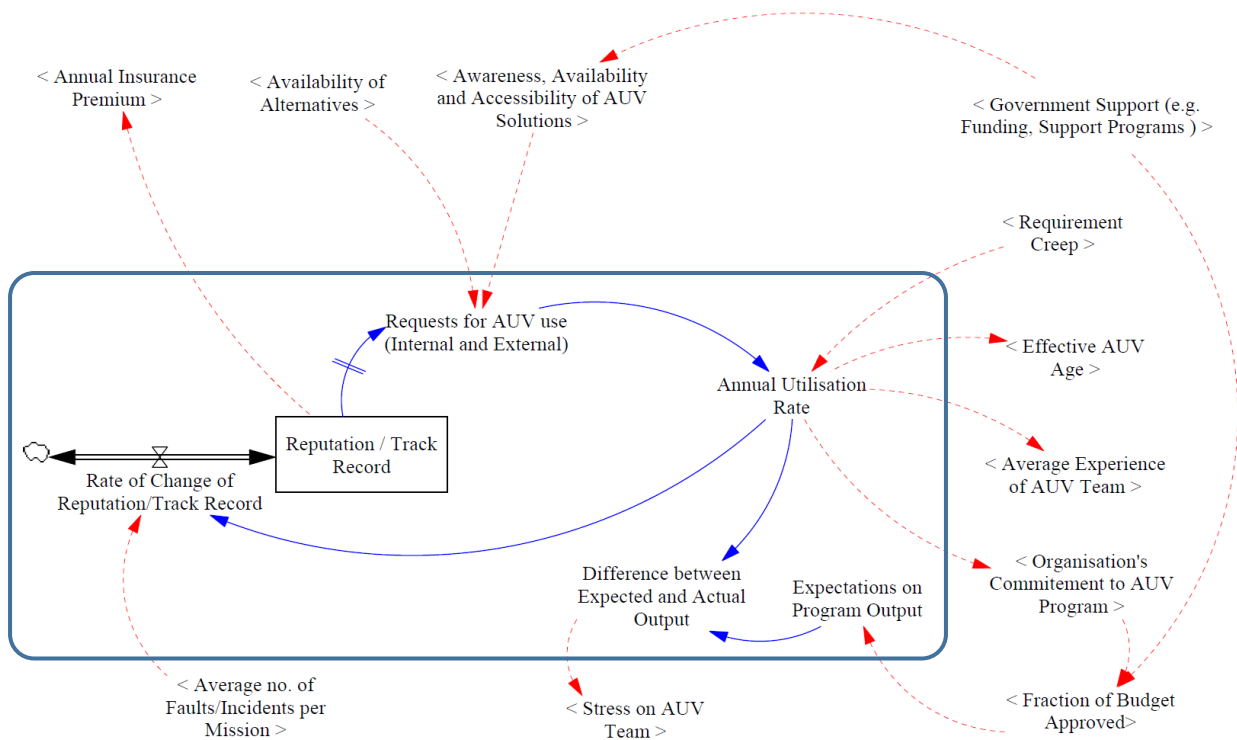 < Annual Insurance
Premium >
< Availability of
Alternatives >
< Awareness, Availability
and Accessibility of AUV
Solutions >
< Government Support (e.g.
Funding, Support Programs ) >
< Requirement
Creep >
Requests for AUV use
(Internal and External)
< Effective AUV
Age >
Annual Utilisation
Rate
Reputation / Track
Record
Rate of Change of
Reputation/Track Record
< Average Experience
of AUV Team >
Difference between
Expected and Actual
Output
Expectations on
Program Output
< Organisation's
Commitement to AUV
Program >
< Average no. of
Faults/Incidents per
Mission >
< Stress on AUV
Team >
< Fraction of Budget
Approved>